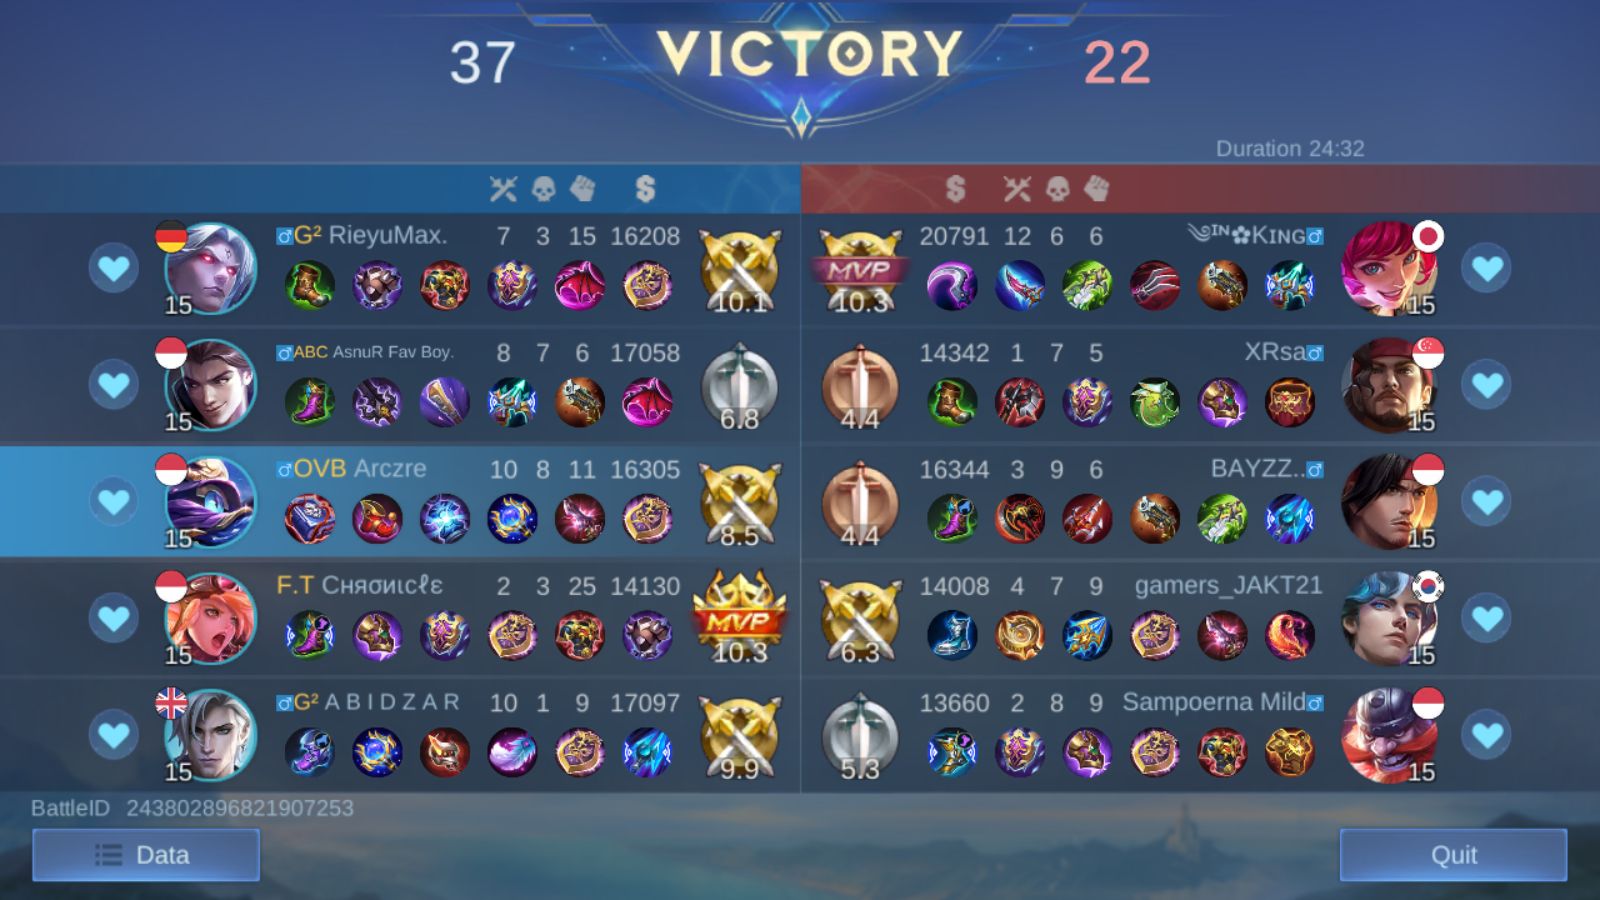 37 VICTORY 22
Duration 24:32
G² RieyuMax. 7 3 15 16208
15 10.1
20791 12 6 6 ༄ᴵᴺ✿Kɪɴɢ
MVP 10.3 15
ABC AsnuR Fav Boy. 8 7 6 17058
15 6.8
14342 1 7 5 XRsa
4.4 15
OVB Arczre 10 8 11 16305
15 8.5
16344 3 9 6 BAYZZ..
4.4 15
F.T Cняσиιcℓε 2 3 25 14130
15 MVP 10.3
14008 4 7 9 gamers_JAKT21
6.3 15
G² A B I D Z A R 10 1 9 17097
15 9.9
13660 2 8 9 Sampoerna Mild
5.3 15
BattleID 243802896821907253
Data
Quit